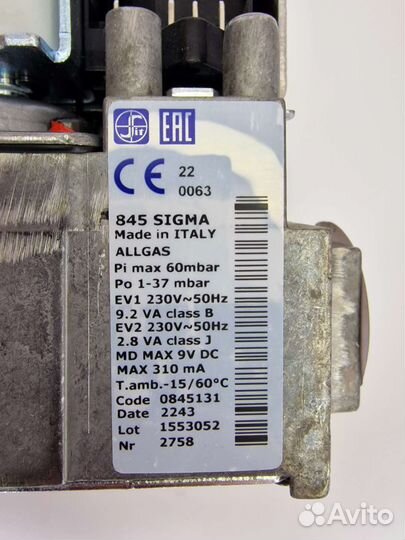 sit EAC
CE 22
0063
845 SIGMA
Made in ITALY
ALLGAS
Pi max 60mbar
Po 1-37 mbar
EV1 230V~50Hz
9.2 VA class B
EV2 230V~50Hz
2.8 VA class J
MD MAX 9V DC
MAX 310 mA
T.amb.-15/60°C
Code 0845131
Date 2243
Lot 1553052
Nr 2758
Avito